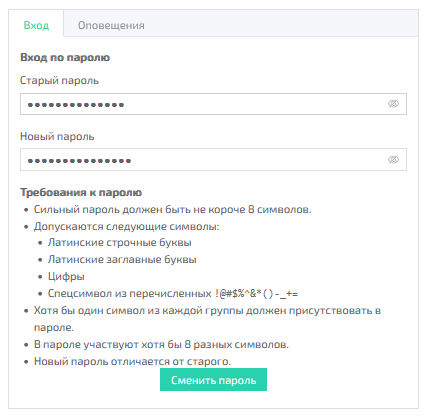 Вход Оповещения
Вход по паролю
Старый пароль
●●●●●●●●●●●●●●
Новый пароль
●●●●●●●●●●●●●●●
Требования к паролю
• Сильный пароль должен быть не короче 8 символов.
• Допускаются следующие символы:
• Латинские строчные буквы
• Латинские заглавные буквы
• Цифры
• Спецсимвол из перечисленных !@#$%^&*()-_+=
• Хотя бы один символ из каждой группы должен присутствовать в
пароле.
• В пароле участвуют хотя бы 8 разных символов.
• Новый пароль отличается от старого.
Сменить пароль